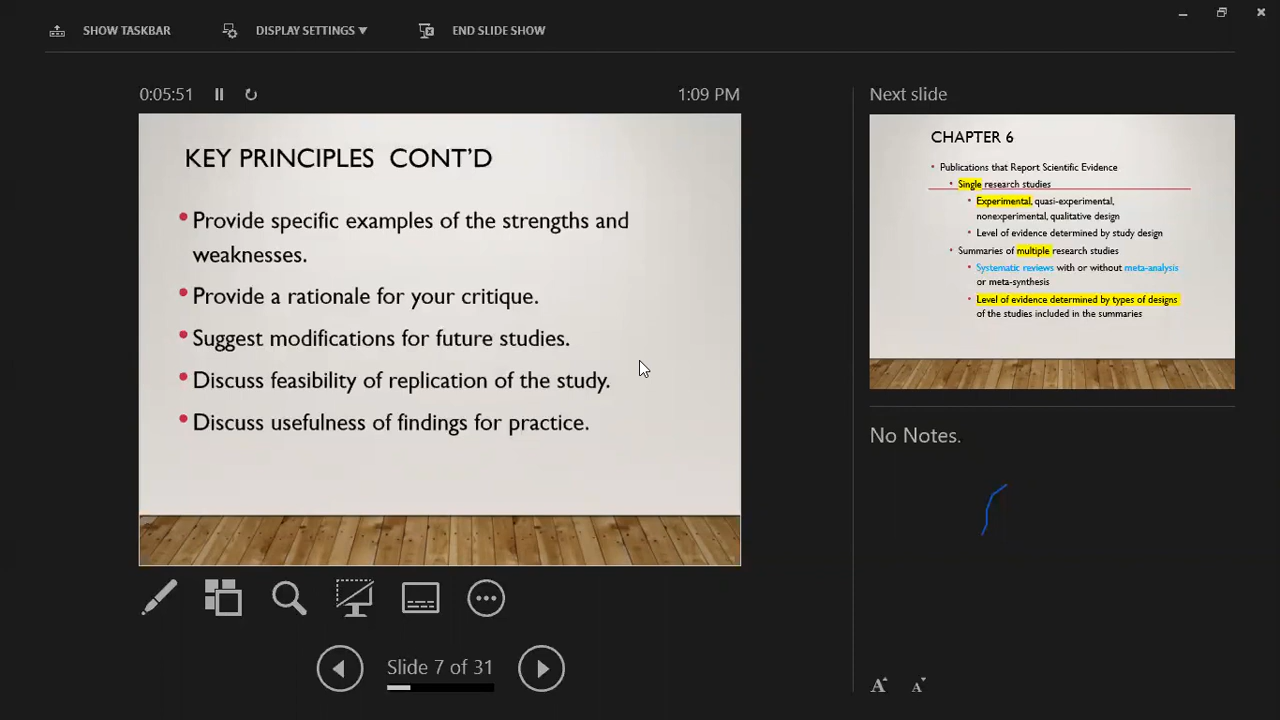 SHOW TASKBAR
DISPLAY SETTINGS ▼
END SLIDE SHOW
0:05:51
1:09 PM
KEY PRINCIPLES CONT'D
• Provide specific examples of the strengths and
weaknesses.
• Provide a rationale for your critique.
• Suggest modifications for future studies.
• Discuss feasibility of replication of the study.
• Discuss usefulness of findings for practice.
Slide 7 of 31
Next slide
CHAPTER 6
• Publications that Report Scientific Evidence
• Single research studies
• Experimental, quasi-experimental,
nonexperimental, qualitative design
• Level of evidence determined by study design
• Summaries of multiple research studies
• Systematic reviews with or without meta-analysis
or meta-synthesis
• Level of evidence determined by types of designs
of the studies included in the summaries
No Notes.
A A